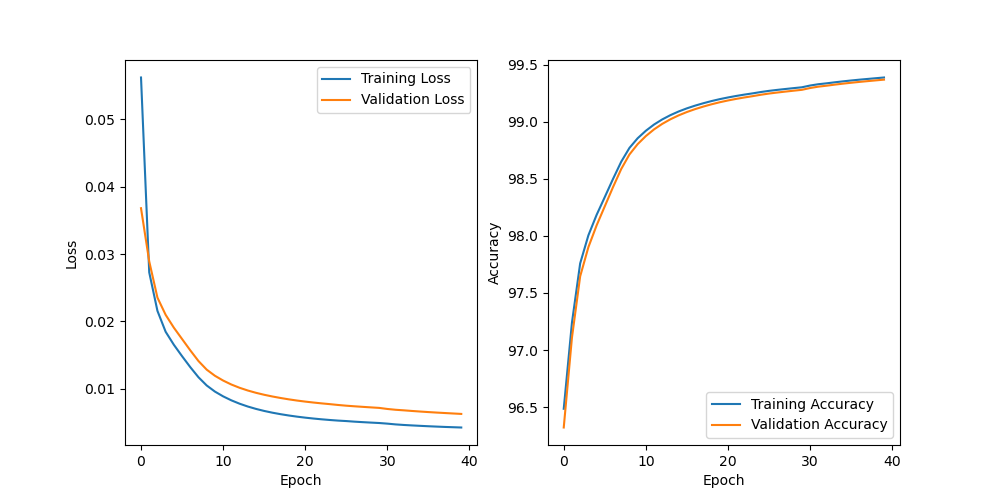 Training Loss
Validation Loss
0.05
0.04
0.03
0.02
0.01
Loss
0 10 20 30 40
Epoch
99.5
99.0
98.5
98.0
97.5
97.0
96.5
Accuracy
Training Accuracy
Validation Accuracy
0 10 20 30 40
Epoch